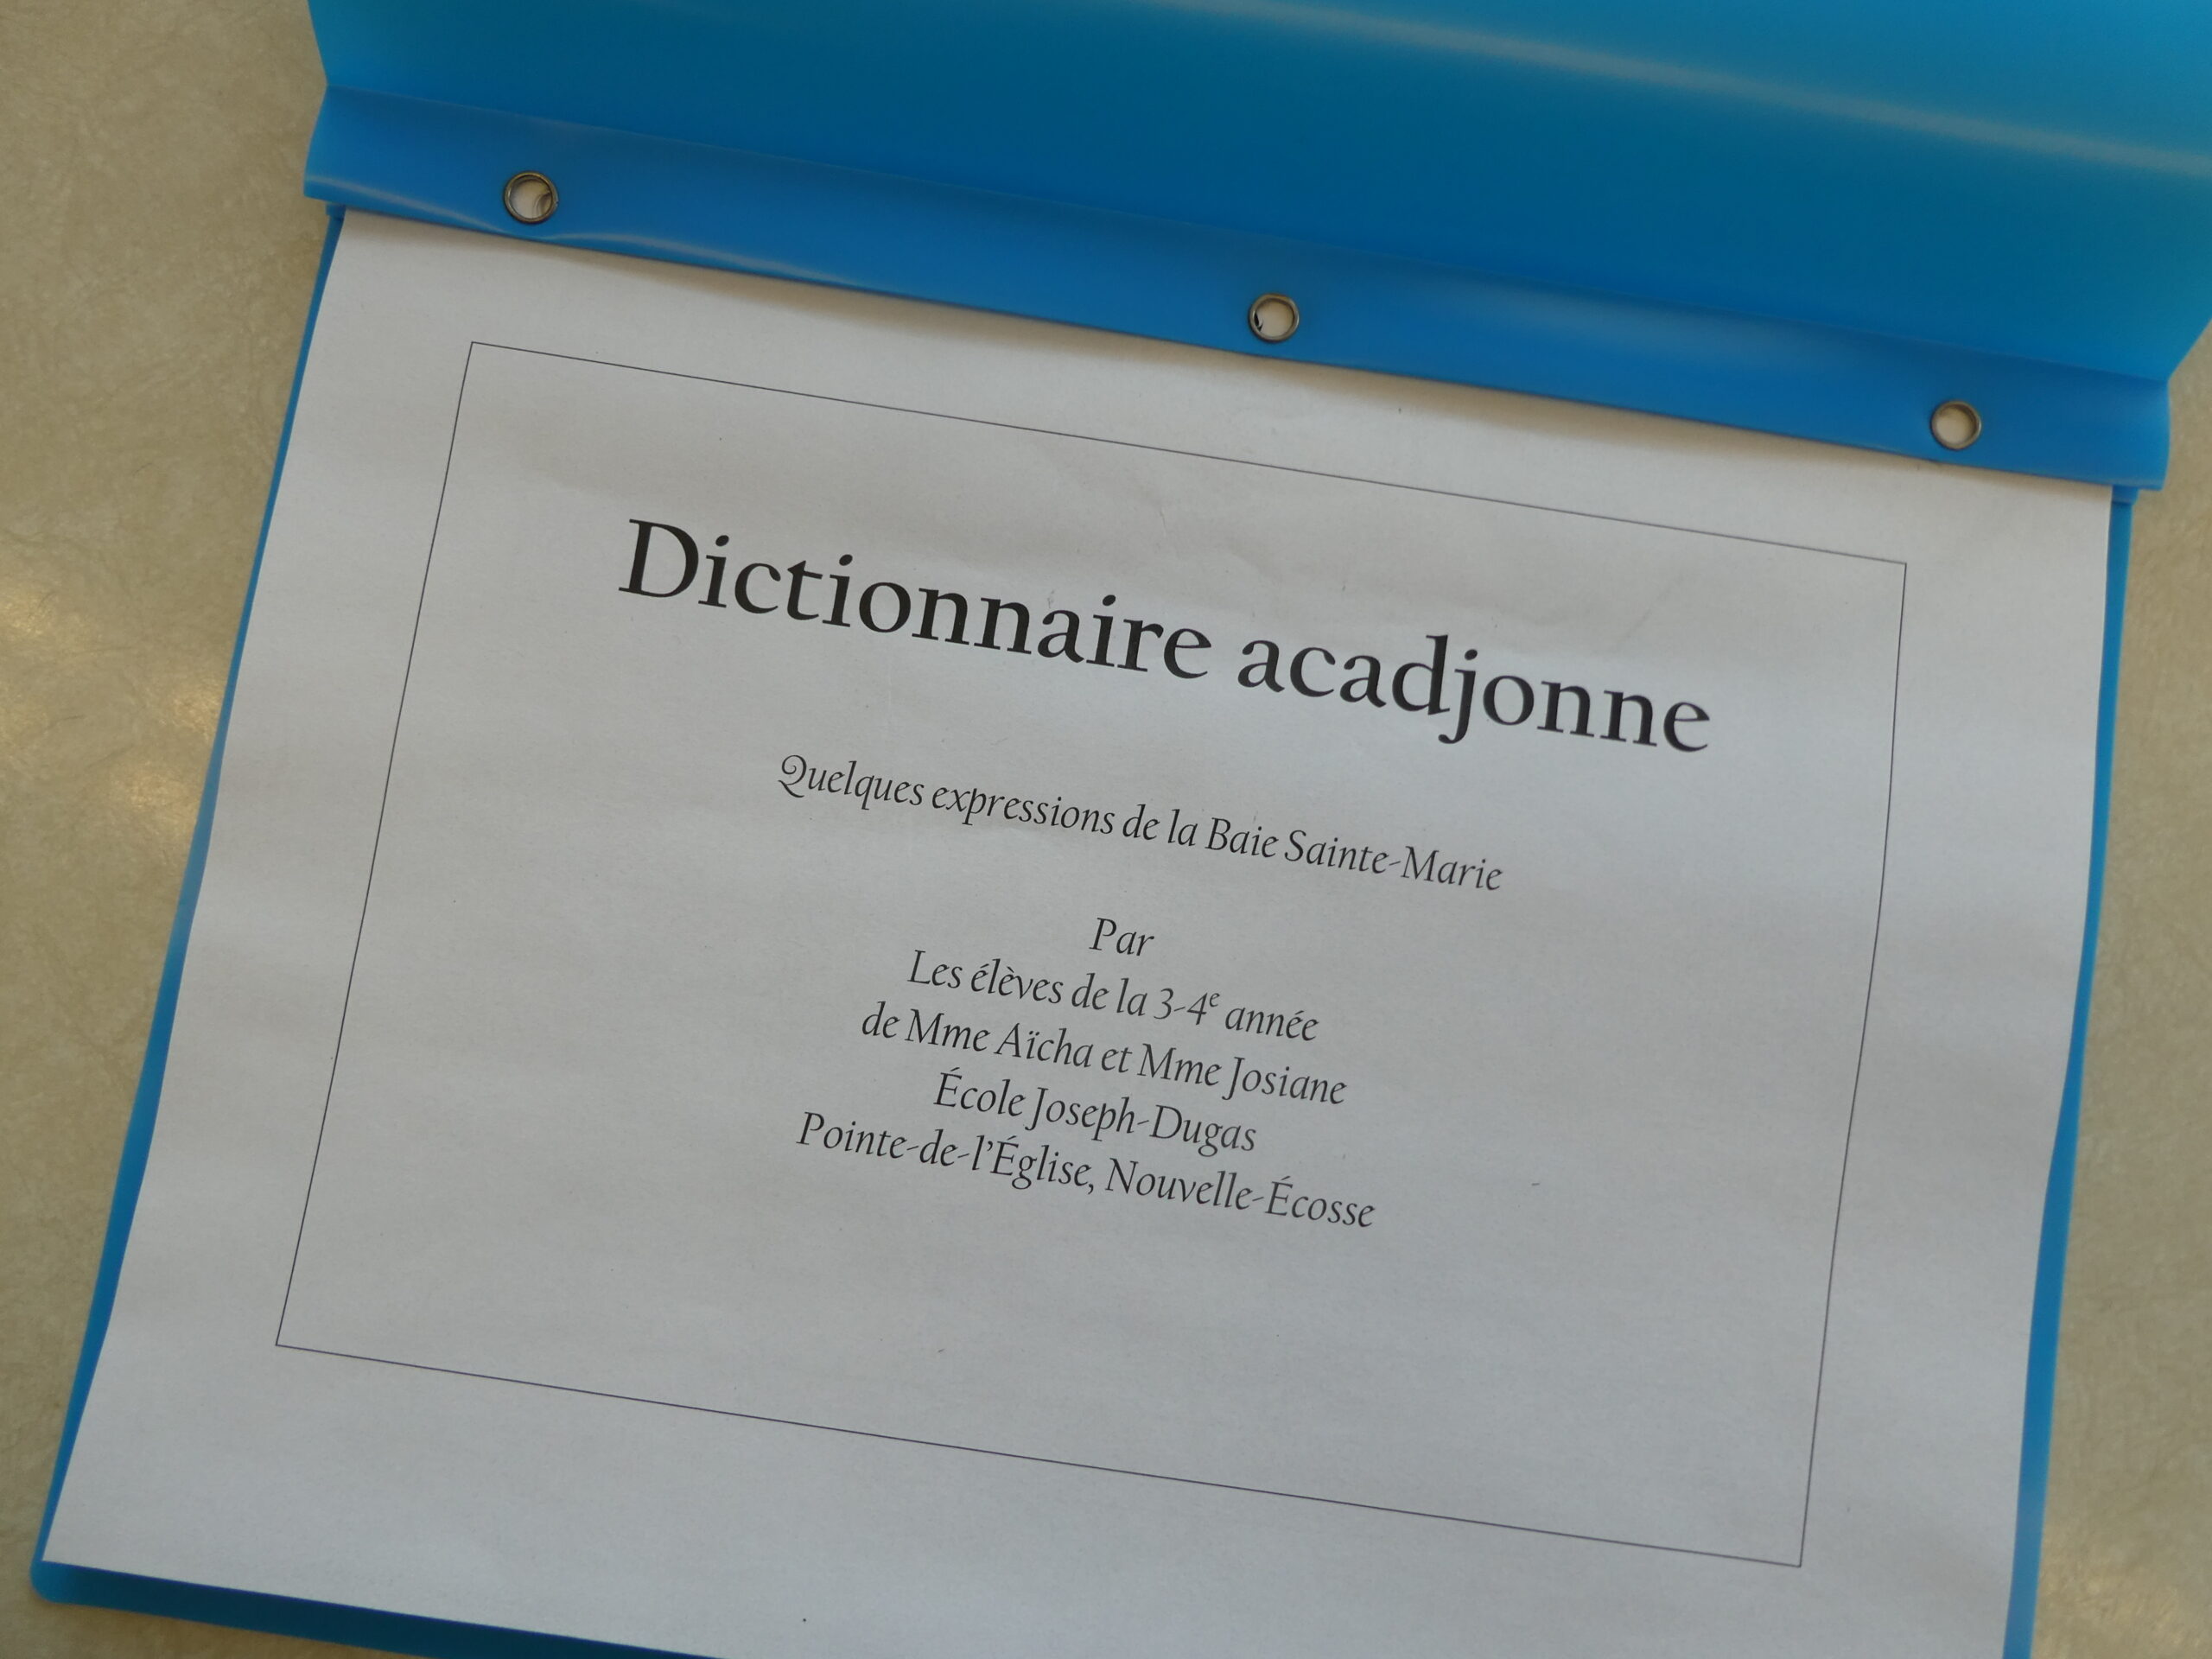 Dictionnaire acadjonne
Quelques expressions de la Baie Sainte-Marie
Par
Les élèves de la 3-4e année
de Mme Aïcha et Mme Josiane
École Joseph-Dugas
Pointe-de-l'Église, Nouvelle-Écosse